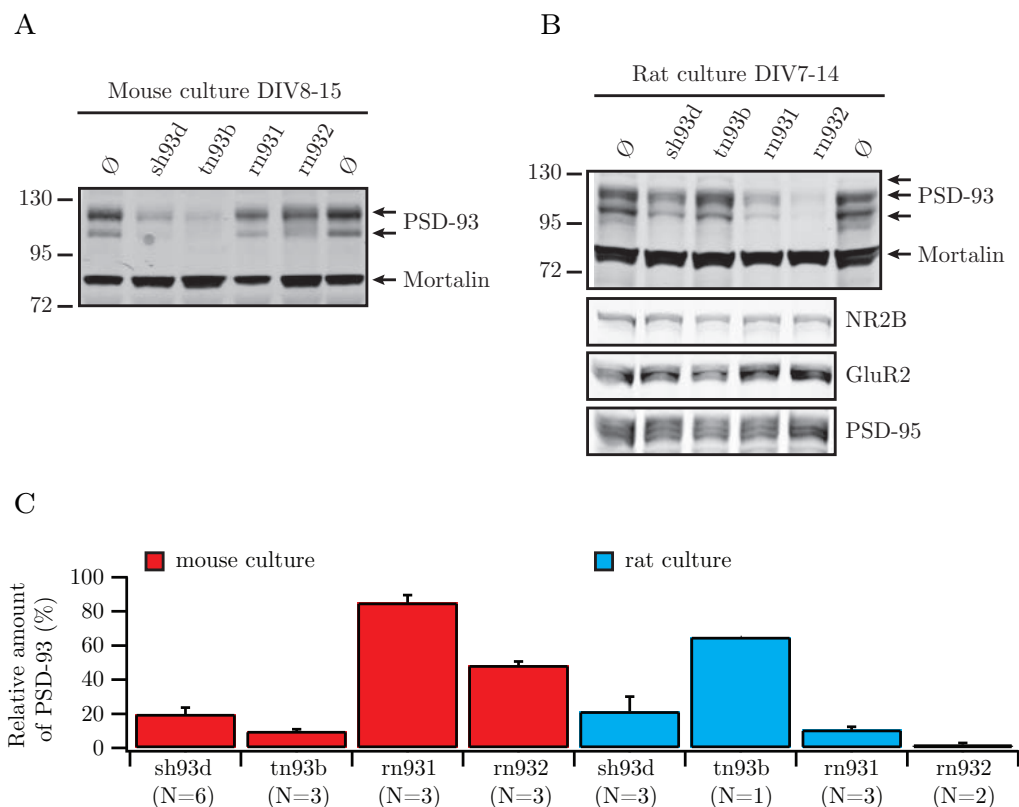 A
Mouse culture DIV8-15
Ø sh93d tn93b rn931 rn932 Ø
130
95
72
PSD-93
Mortalin
B
Rat culture DIV7-14
Ø sh93d tn93b rn931 rn932 Ø
130
95
72
PSD-93
Mortalin
NR2B
GluR2
PSD-95
C
mouse culture
rat culture
Relative amount
of PSD-93 (%)
100
80
60
40
20
0
sh93d tn93b rn931 rn932 sh93d tn93b rn931 rn932
(N=6) (N=3) (N=3) (N=3) (N=3) (N=1) (N=3) (N=2)